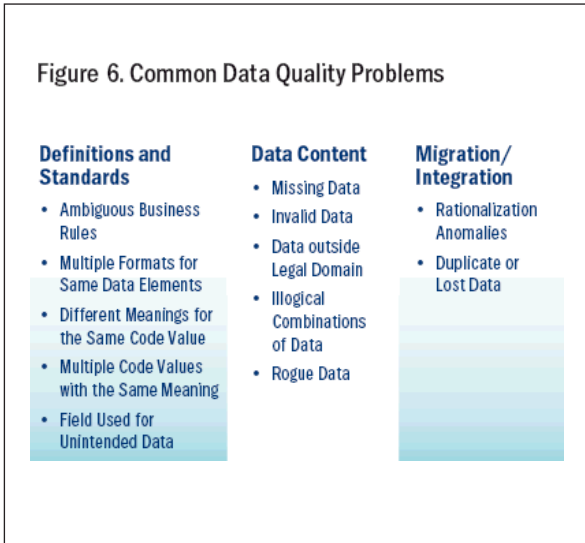 Figure 6. Common Data Quality Problems
Definitions and
Standards
• Ambiguous Business
Rules
• Multiple Formats for
Same Data Elements
• Different Meanings for
the Same Code Value
• Multiple Code Values
with the Same Meaning
• Field Used for
Unintended Data
Data Content
• Missing Data
• Invalid Data
• Data outside
Legal Domain
• Illogical
Combinations
of Data
• Rogue Data
Migration/
Integration
• Rationalization
Anomalies
• Duplicate or
Lost Data